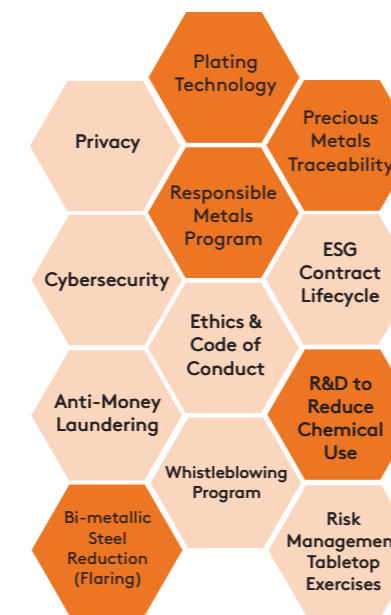 Plating
Technology
Privacy
Precious
Metals
Traceability
Responsible
Metals
Program
Cybersecurity
ESG
Contract
Lifecycle
Ethics &
Code of
Conduct
Anti-Money
Laundering
R&D to
Reduce
Chemical
Use
Whistleblowing
Program
Bi-metallic
Steel
Reduction
(Flaring)
Risk
Managemen
Tabletop
Exercises